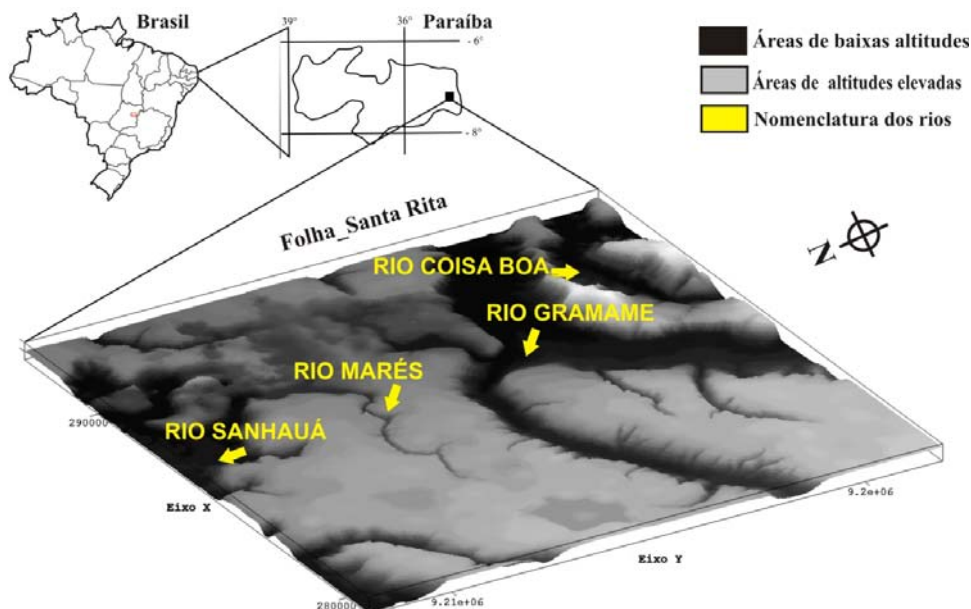 Brasil
39°
36°
Paraíba
- 6°
- 8°
Áreas de baixas altitudes
Áreas de altitudes elevadas
Nomenclatura dos rios
Folha_Santa Rita
N
RIO COISA BOA
RIO GRAMAME
RIO MARÉS
RIO SANHAUÁ
290000
Eixo X
280000
9.21e+06
Eixo Y
9.2e+06